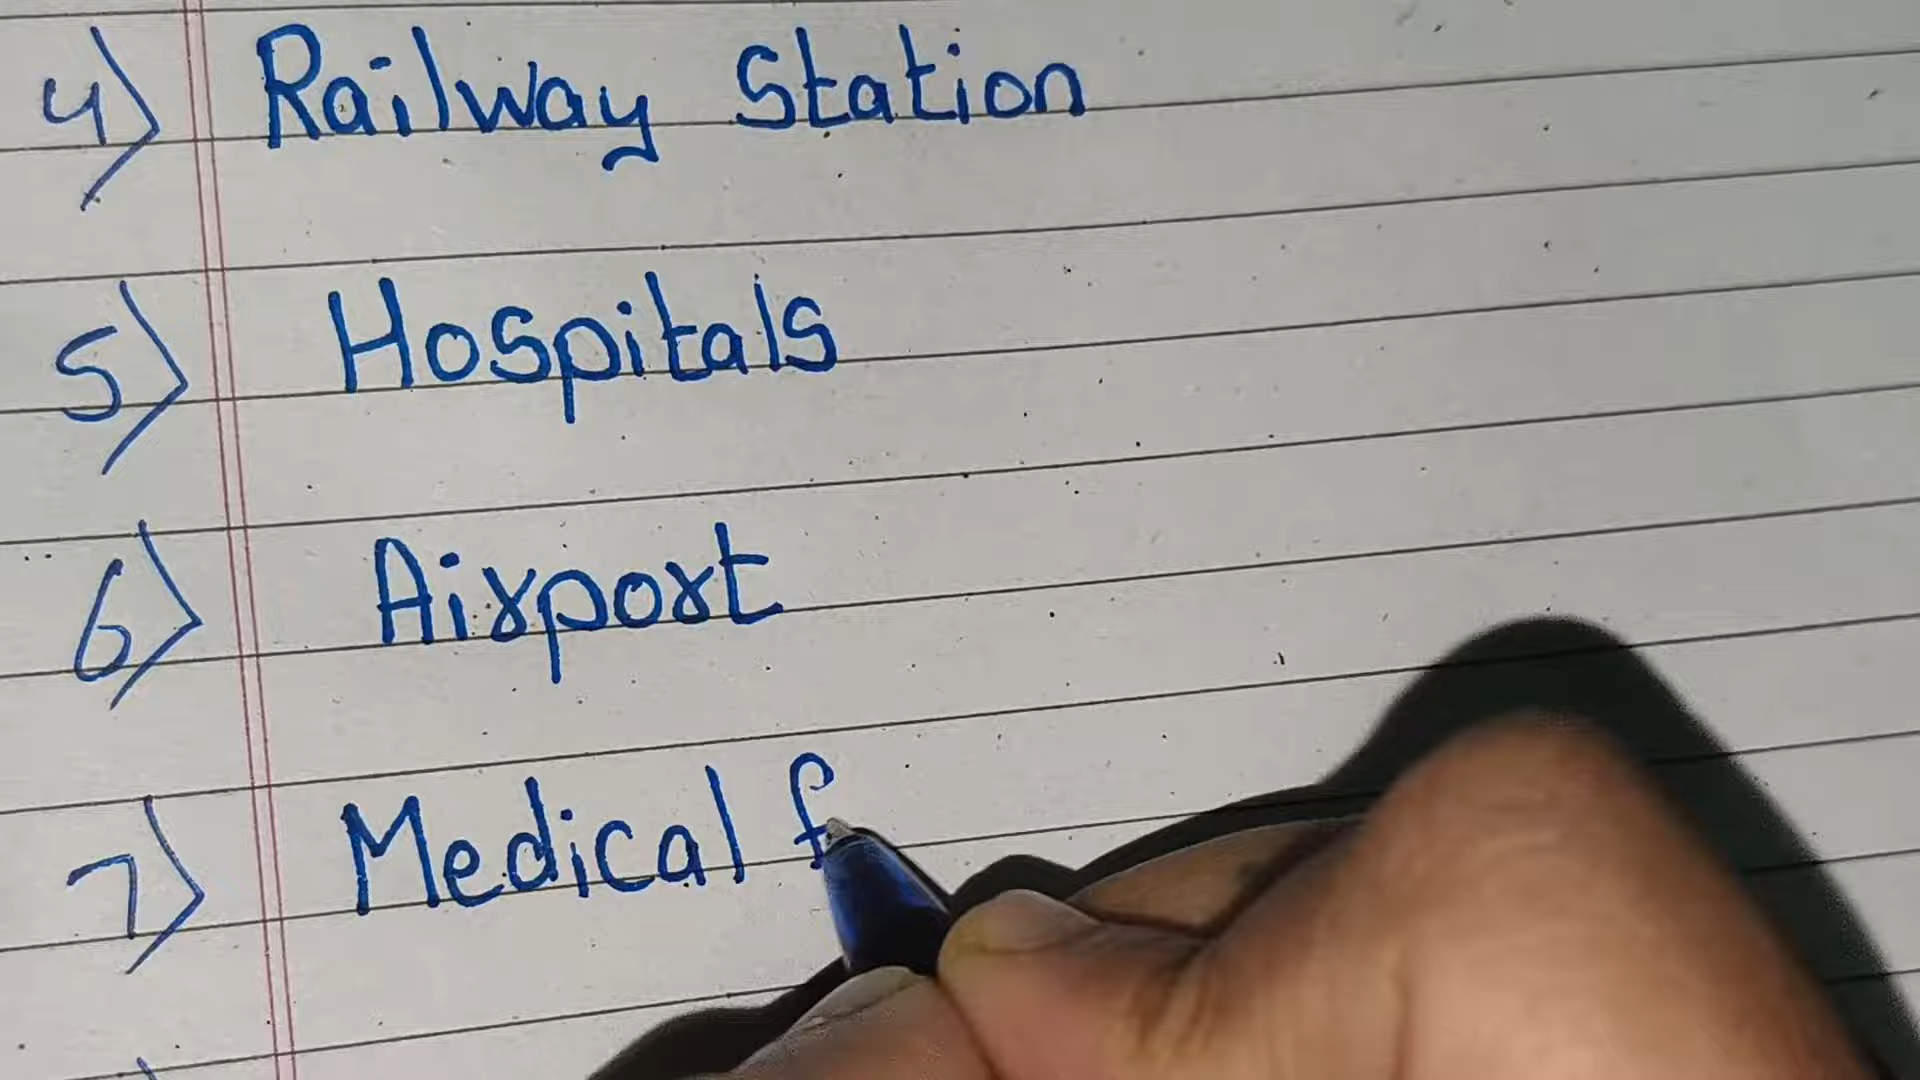 4) Railway Station
5) Hospitals
6) Airport
7) Medical f